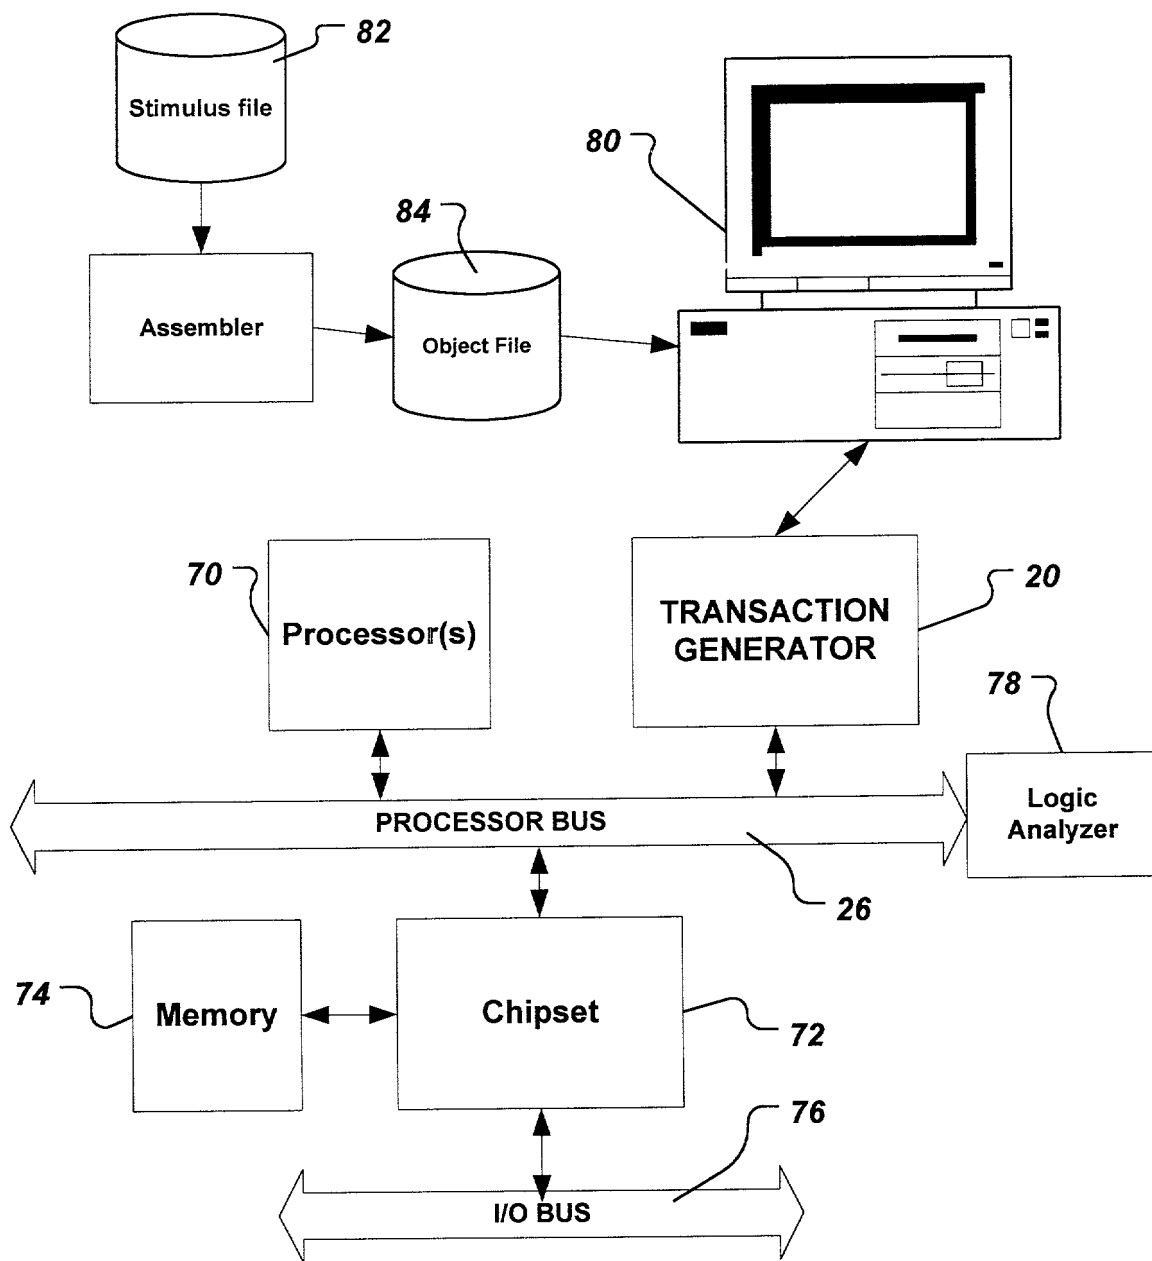 82
Stimulus file
80
84
Assembler
Object File
70
20
Processor(s)
TRANSACTION
GENERATOR
78
Logic
Analyzer
PROCESSOR BUS
26
74
Memory
Chipset
72
76
I/O BUS